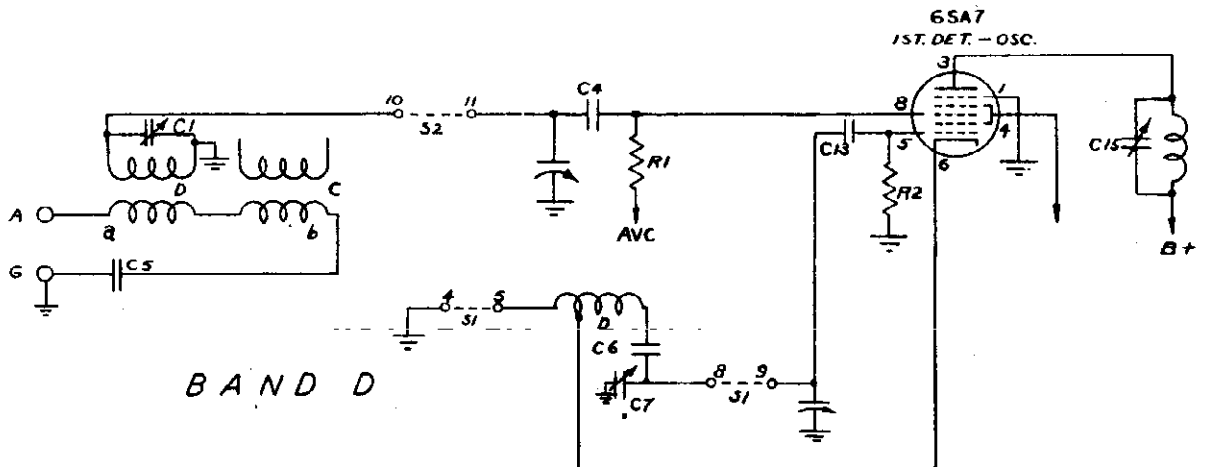 6SA7
1ST. DET. - OSC.
3
10 11 C4 8 1
C1 S2 4
C13 5 6 C15
R1 R2
D C
A a b AVC
B+
G C5
4 5
S1 D
C6
BAND D
8 9
C7 S1